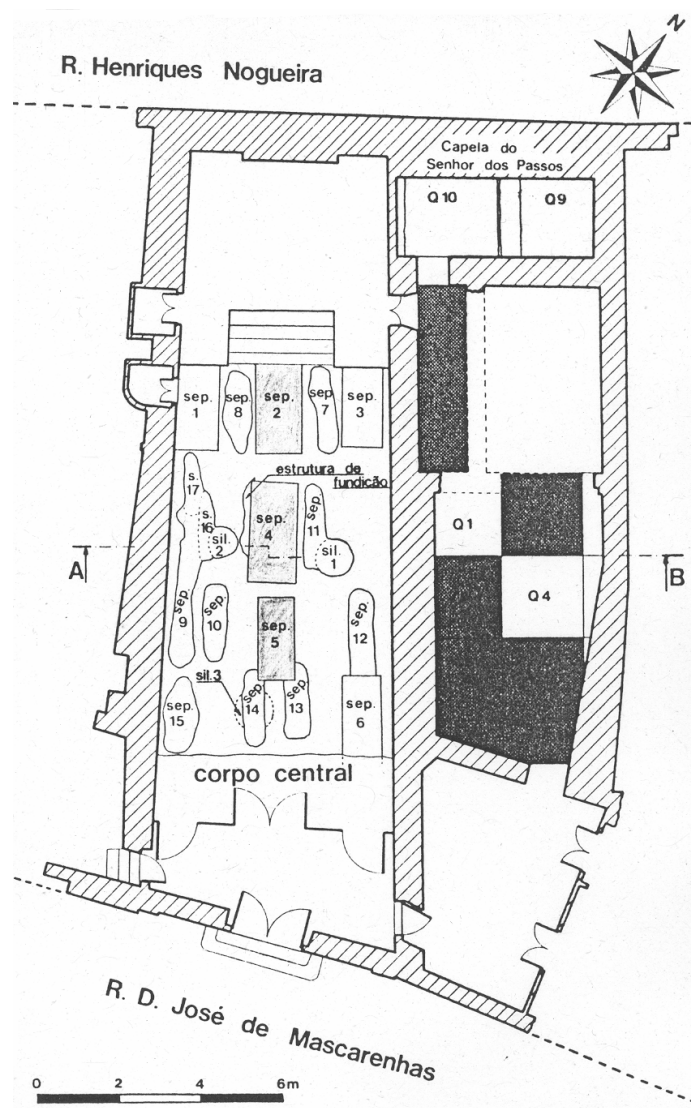 N
R. Henriques Nogueira
Capela do
Senhor dos Passos
Q 10
Q 9
sep.
1
sep.
8
sep.
2
sep.
7
sep.
3
estrutura de
fundição
s.
17
s.
16
sil.
2
sep.
4
sep.
11
sil.
1
Q 1
A
B
Q 4
sep.
9
sep.
10
sep.
5
sep.
12
sil.3
sep.
15
sep.
14
sep.
13
sep.
6
corpo central
R. D. José de Mascarenhas
0 2 4 6m